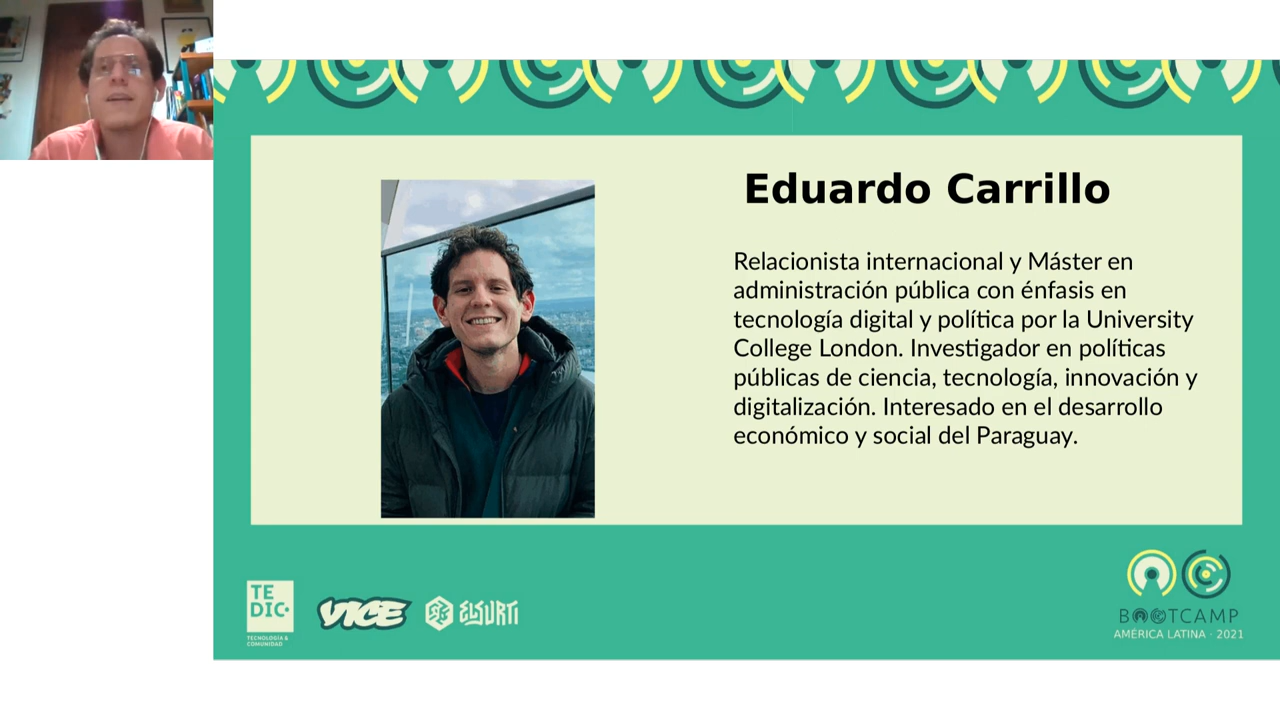 Eduardo Carrillo
Relacionista internacional y Máster en
administración pública con énfasis en
tecnología digital y política por la University
College London. Investigador en políticas
públicas de ciencia, tecnología, innovación y
digitalización. Interesado en el desarrollo
económico y social del Paraguay.
TE
DIC
TECNOLOGÍA &
COMUNIDAD
VICE
ELSURTI
BOOTCAMP
AMÉRICA LATINA · 2021